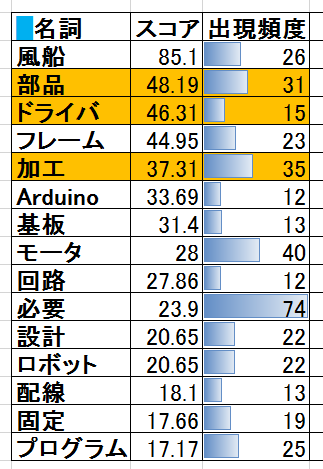 名詞 スコア 出現頻度
風船 85.1 26
部品 48.19 31
ドライバ 46.31 15
フレーム 44.95 23
加工 37.31 35
Arduino 33.69 12
基板 31.4 13
モータ 28 40
回路 27.86 12
必要 23.9 74
設計 20.65 22
ロボット 20.65 22
配線 18.1 13
固定 17.66 19
プログラム 17.17 25